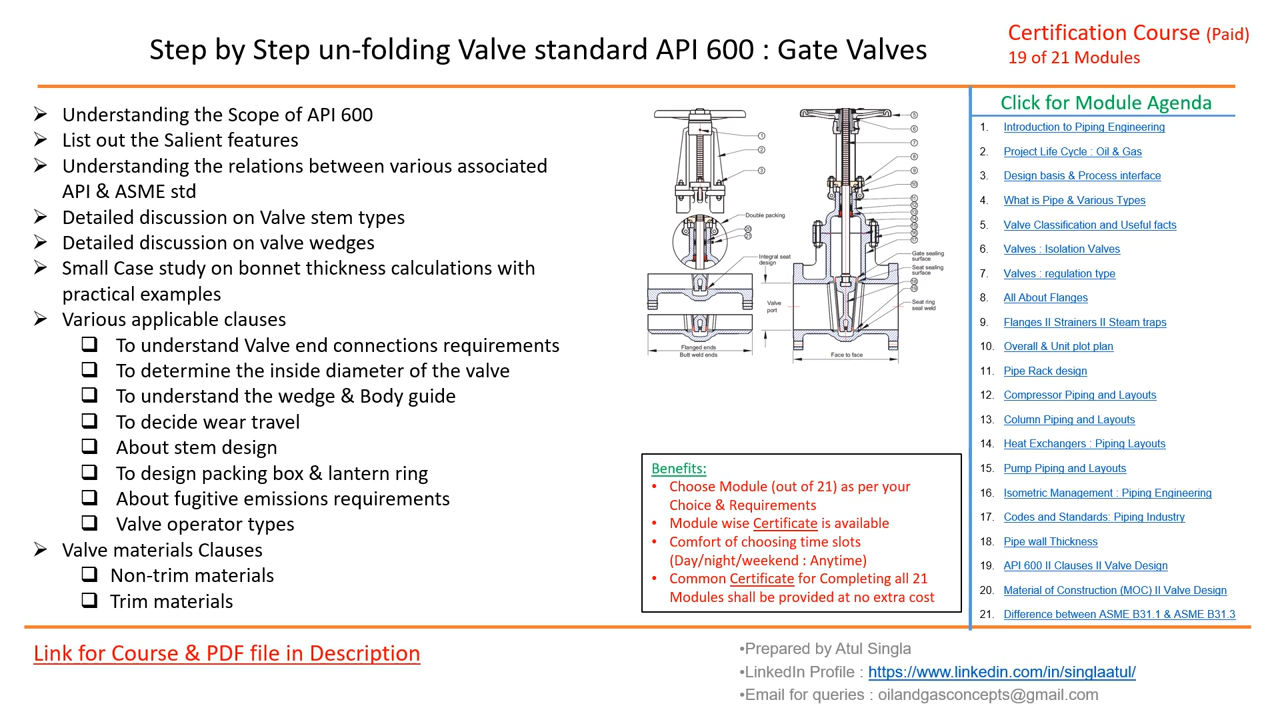 Step by Step un-folding Valve standard API 600 : Gate Valves
Certification Course (Paid)
19 of 21 Modules
➢ Understanding the Scope of API 600
➢ List out the Salient features
➢ Understanding the relations between various associated
API & ASME std
➢ Detailed discussion on Valve stem types
➢ Detailed discussion on valve wedges
➢ Small Case study on bonnet thickness calculations with
practical examples
➢ Various applicable clauses
❑ To understand Valve end connections requirements
❑ To determine the inside diameter of the valve
❑ To understand the wedge & Body guide
❑ To decide wear travel
❑ About stem design
❑ To design packing box & lantern ring
❑ About fugitive emissions requirements
❑ Valve operator types
➢ Valve materials Clauses
❑ Non-trim materials
❑ Trim materials
1
2
3
Double packing
Integral seat
design
Valve
port
Flanged ends
Butt weld ends
5
6
7
Gate sealing
surface
Seat sealing
surface
Seat ring
seal weld
Face to face
Benefits:
• Choose Module (out of 21) as per your
Choice & Requirements
• Module wise Certificate is available
• Comfort of choosing time slots
(Day/night/weekend : Anytime)
• Common Certificate for Completing all 21
Modules shall be provided at no extra cost
Click for Module Agenda
1. Introduction to Piping Engineering
2. Project Life Cycle : Oil & Gas
3. Design basis & Process interface
4. What is Pipe & Various Types
5. Valve Classification and Useful facts
6. Valves : Isolation Valves
7. Valves : regulation type
8. All About Flanges
9. Flanges II Strainers II Steam traps
10. Overall & Unit plot plan
11. Pipe Rack design
12. Compressor Piping and Layouts
13. Column Piping and Layouts
14. Heat Exchangers : Piping Layouts
15. Pump Piping and Layouts
16. Isometric Management : Piping Engineering
17. Codes and Standards: Piping Industry
18. Pipe wall Thickness
19. API 600 II Clauses II Valve Design
20. Material of Construction (MOC) II Valve Design
21. Difference between ASME B31.1 & ASME B31.3
Link for Course & PDF file in Description
•Prepared by Atul Singla
•LinkedIn Profile : https://www.linkedin.com/in/singlaatul/
•Email for queries : oilandgasconcepts@gmail.com